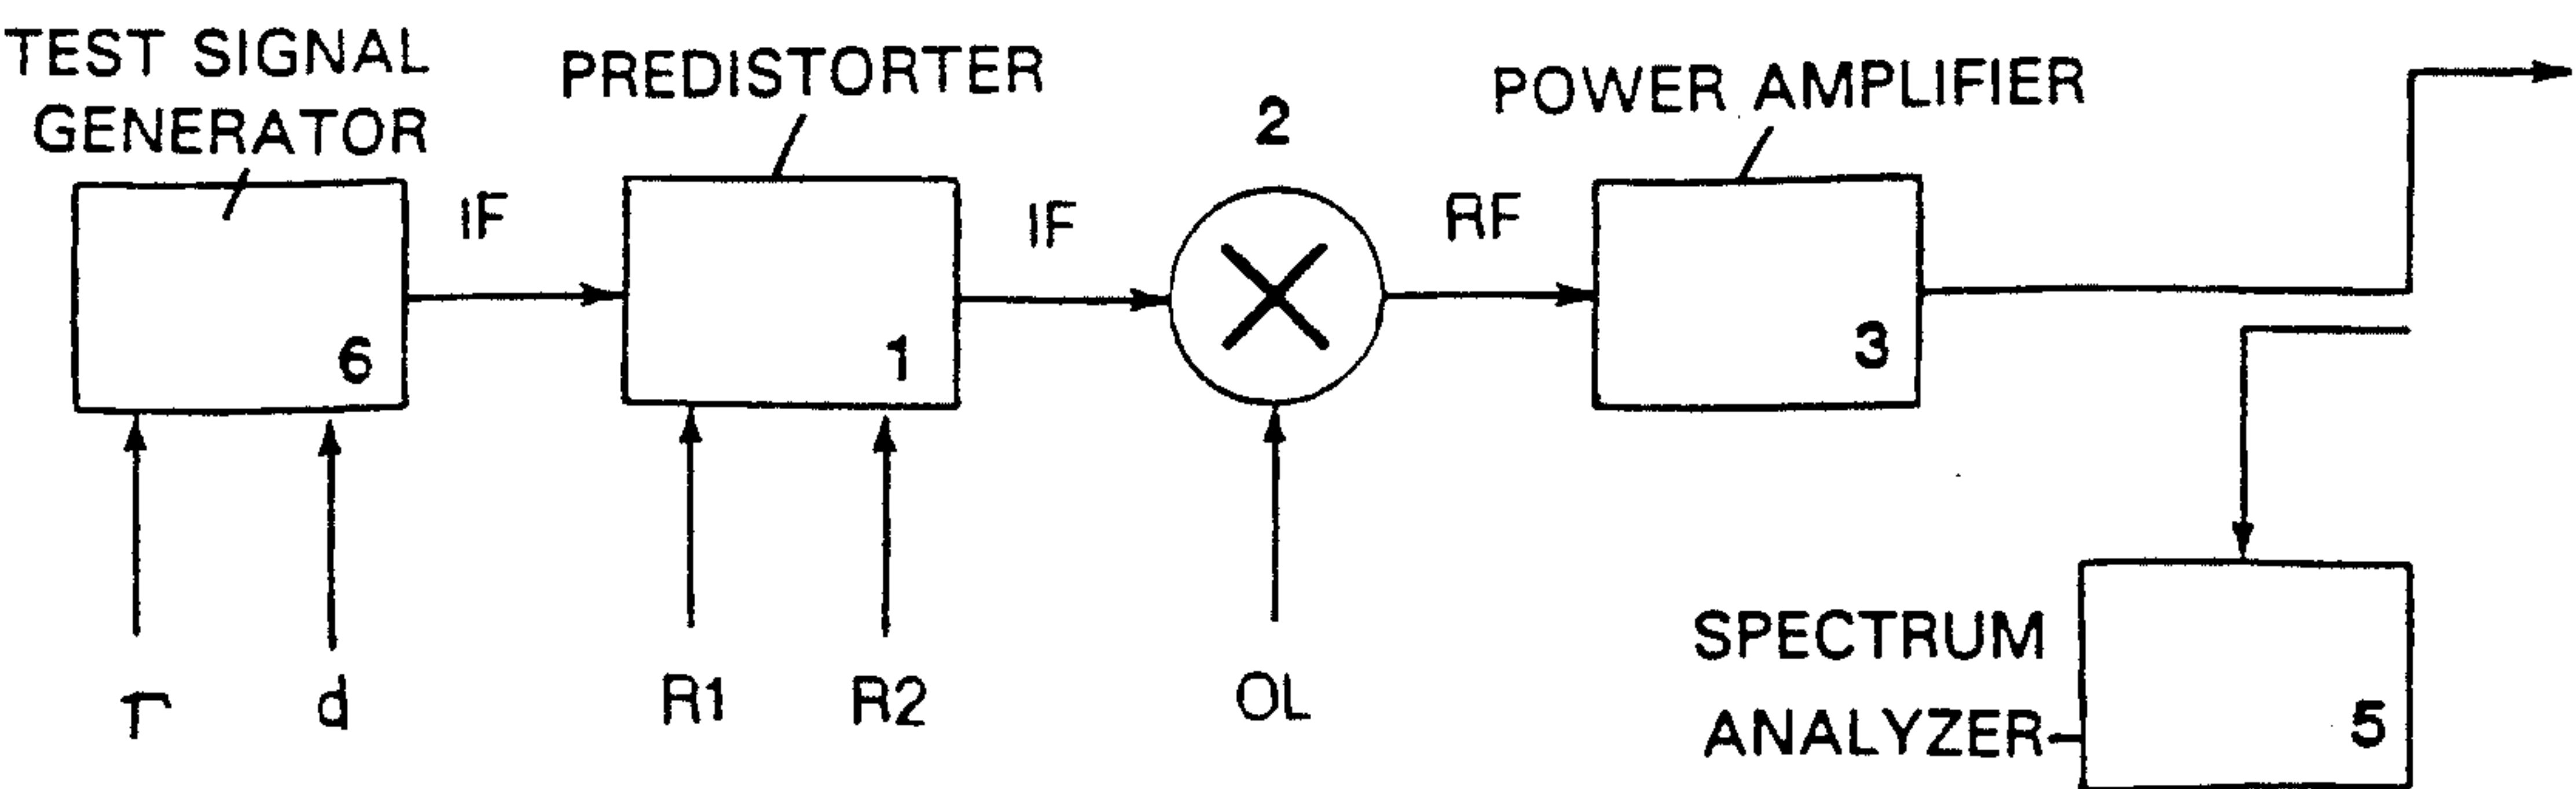 TEST SIGNAL
GENERATOR
PREDISTORTER
2
POWER AMPLIFIER
IF
IF
RF
6
1
3
d
R1
R2
OL
SPECTRUM
ANALYZER
5